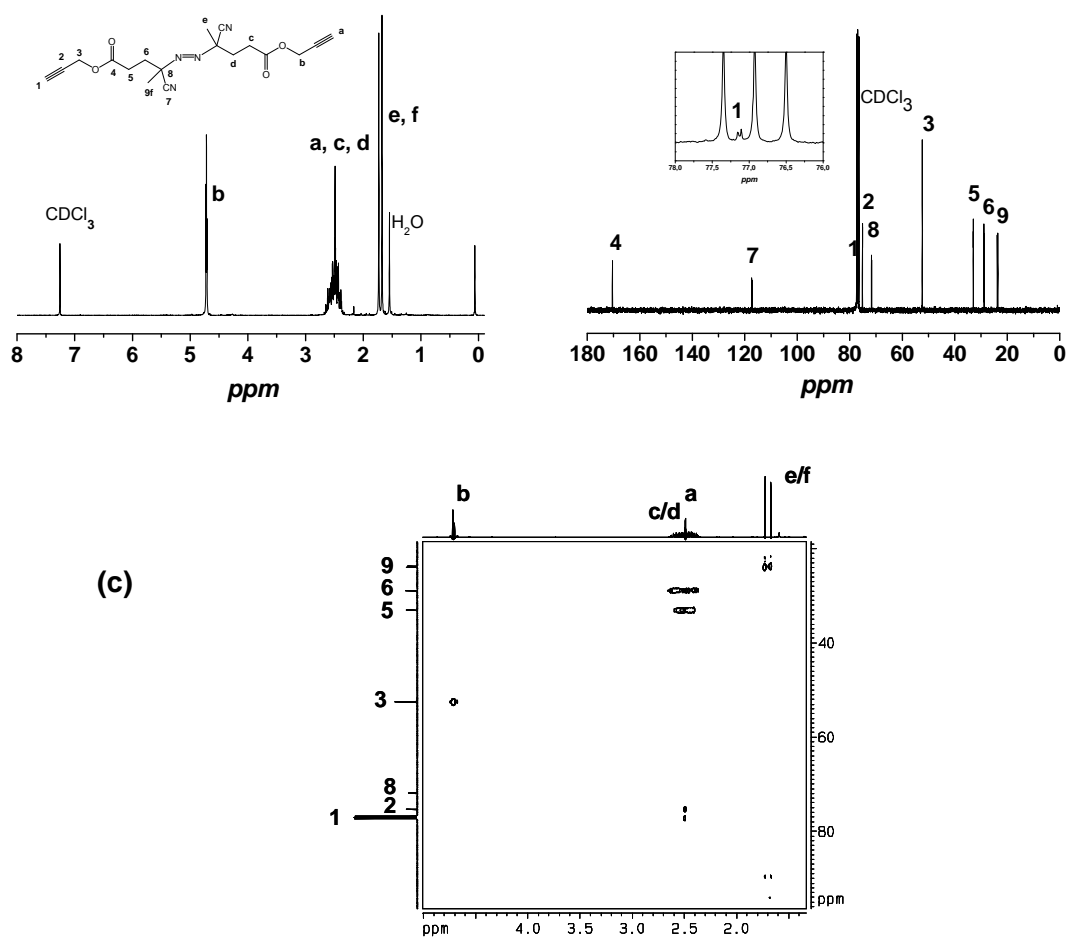 e CN
c O a
2 3 O 6 N=N d O b
1 O 4 5 8
9f CN
7
e, f
a, c, d
b
CDCl3
H2O
8 7 6 5 4 3 2 1 0
ppm
1
78,0 77,5 77,0 76,5 76,0
ppm
CDCl3
3
2
5
6 9
8
4
7
1
180 160 140 120 100 80 60 40 20 0
ppm
(c)
b
c/d
a
e/f
9
6
5
3
8
2
1
40
60
80
ppm
ppm 4.0 3.5 3.0 2.5 2.0